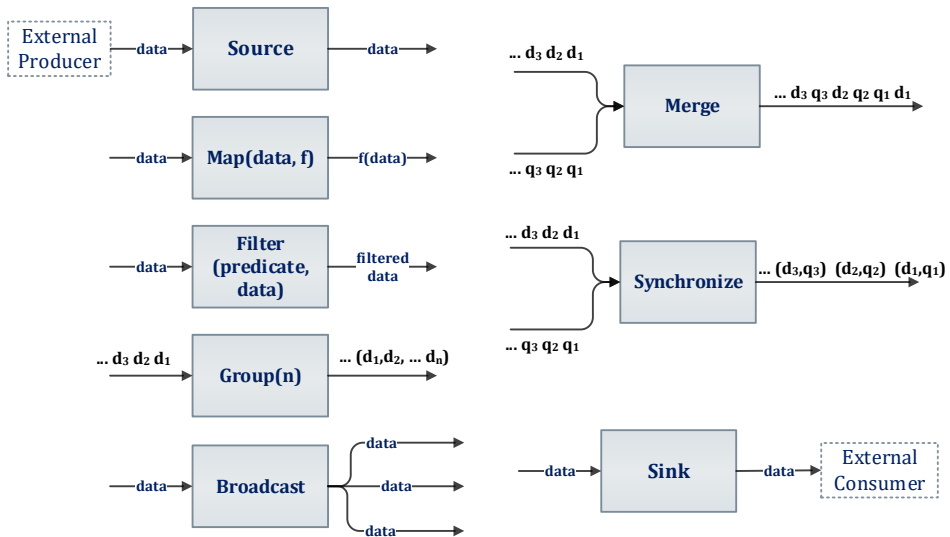 External
Producer
data
Source
data
data
Map(data, f)
f(data)
data
Filter
(predicate,
data)
filtered
data
... d₃ d₂ d₁
Group(n)
... (d₁,d₂, ... dₙ)
data
Broadcast
data
data
data
... d₃ d₂ d₁
... q₃ q₂ q₁
Merge
... d₃ q₃ d₂ q₂ q₁ d₁
... d₃ d₂ d₁
... q₃ q₂ q₁
Synchronize
... (d₃,q₃) (d₂,q₂) (d₁,q₁)
data
Sink
data
External
Consumer